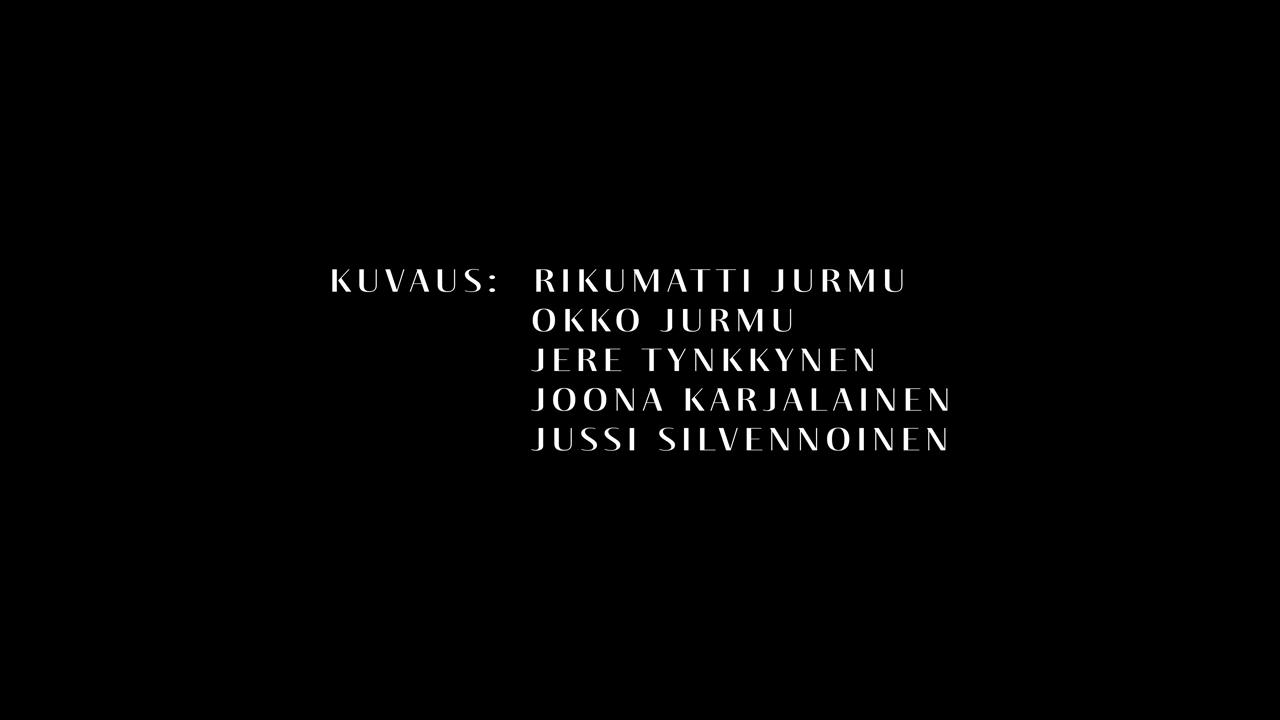 KUVAUS: RIKUMATTI JURMU
OKKO JURMU
JERE TYNKKYNEN
JOONA KARJALAINEN
JUSSI SILVENNOINEN